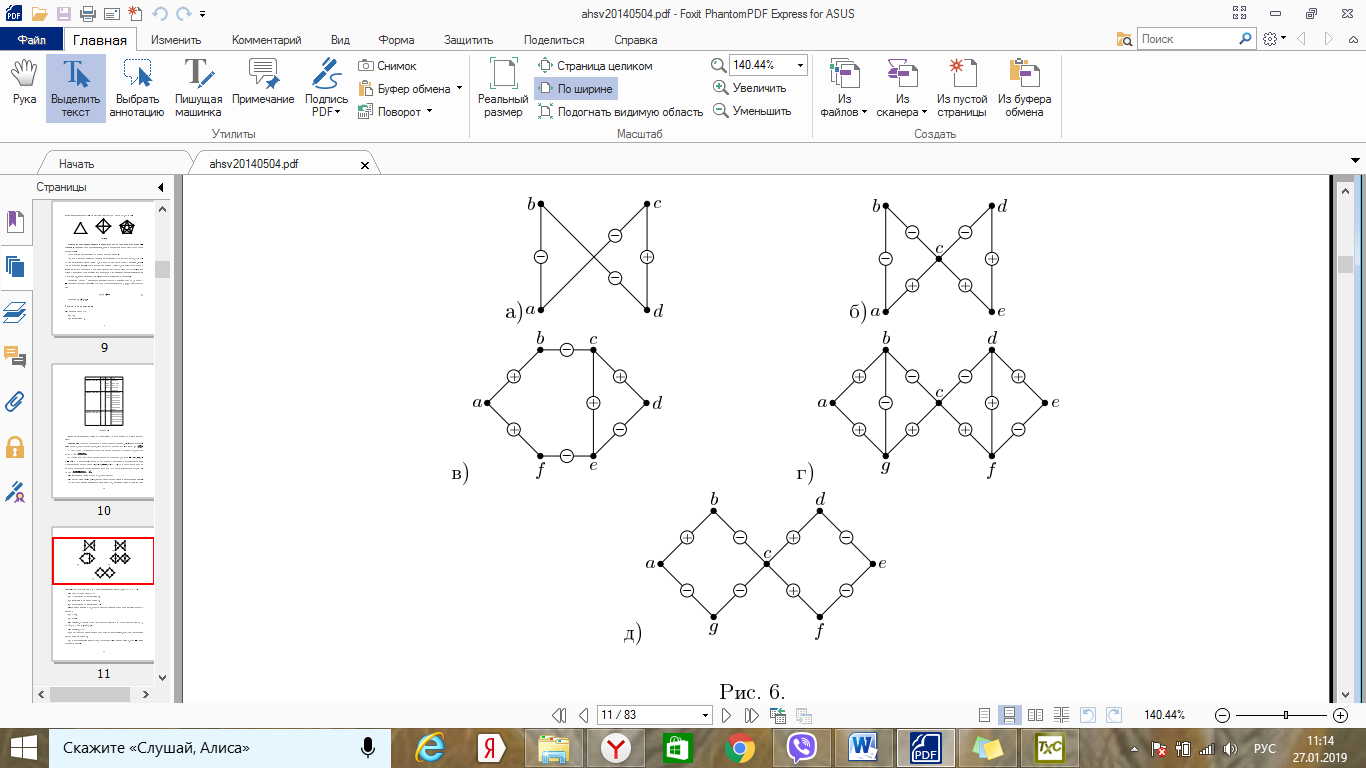 ahsv20140504.pdf - Foxit PhantomPDF Express for ASUS
Файл Главная Изменить Комментарий Вид Форма Защитить Поделиться Справка Поиск
Рука
Выделить текст
Выбрать аннотацию
Пишущая машинка
Примечание
Подпись PDF
Снимок
Буфер обмена
Поворот
Утилиты
Реальный размер
Страница целиком
По ширине
Подогнать видимую область
140.44%
Увеличить
Уменьшить
Масштаб
Из файлов
Из сканера
Из пустой страницы
Из буфера обмена
Создать
Начать ahsv20140504.pdf
Страницы
9
10
11
b c
а) a d
b d
c
б) a e
b c
a d
f e
в)
b d
a c e
g f
г)
b d
a c e
g f
д)
Рис. 6.
11 / 83 140.44%
Скажите «Слушай, Алиса» РУС 11:14
27.01.2019